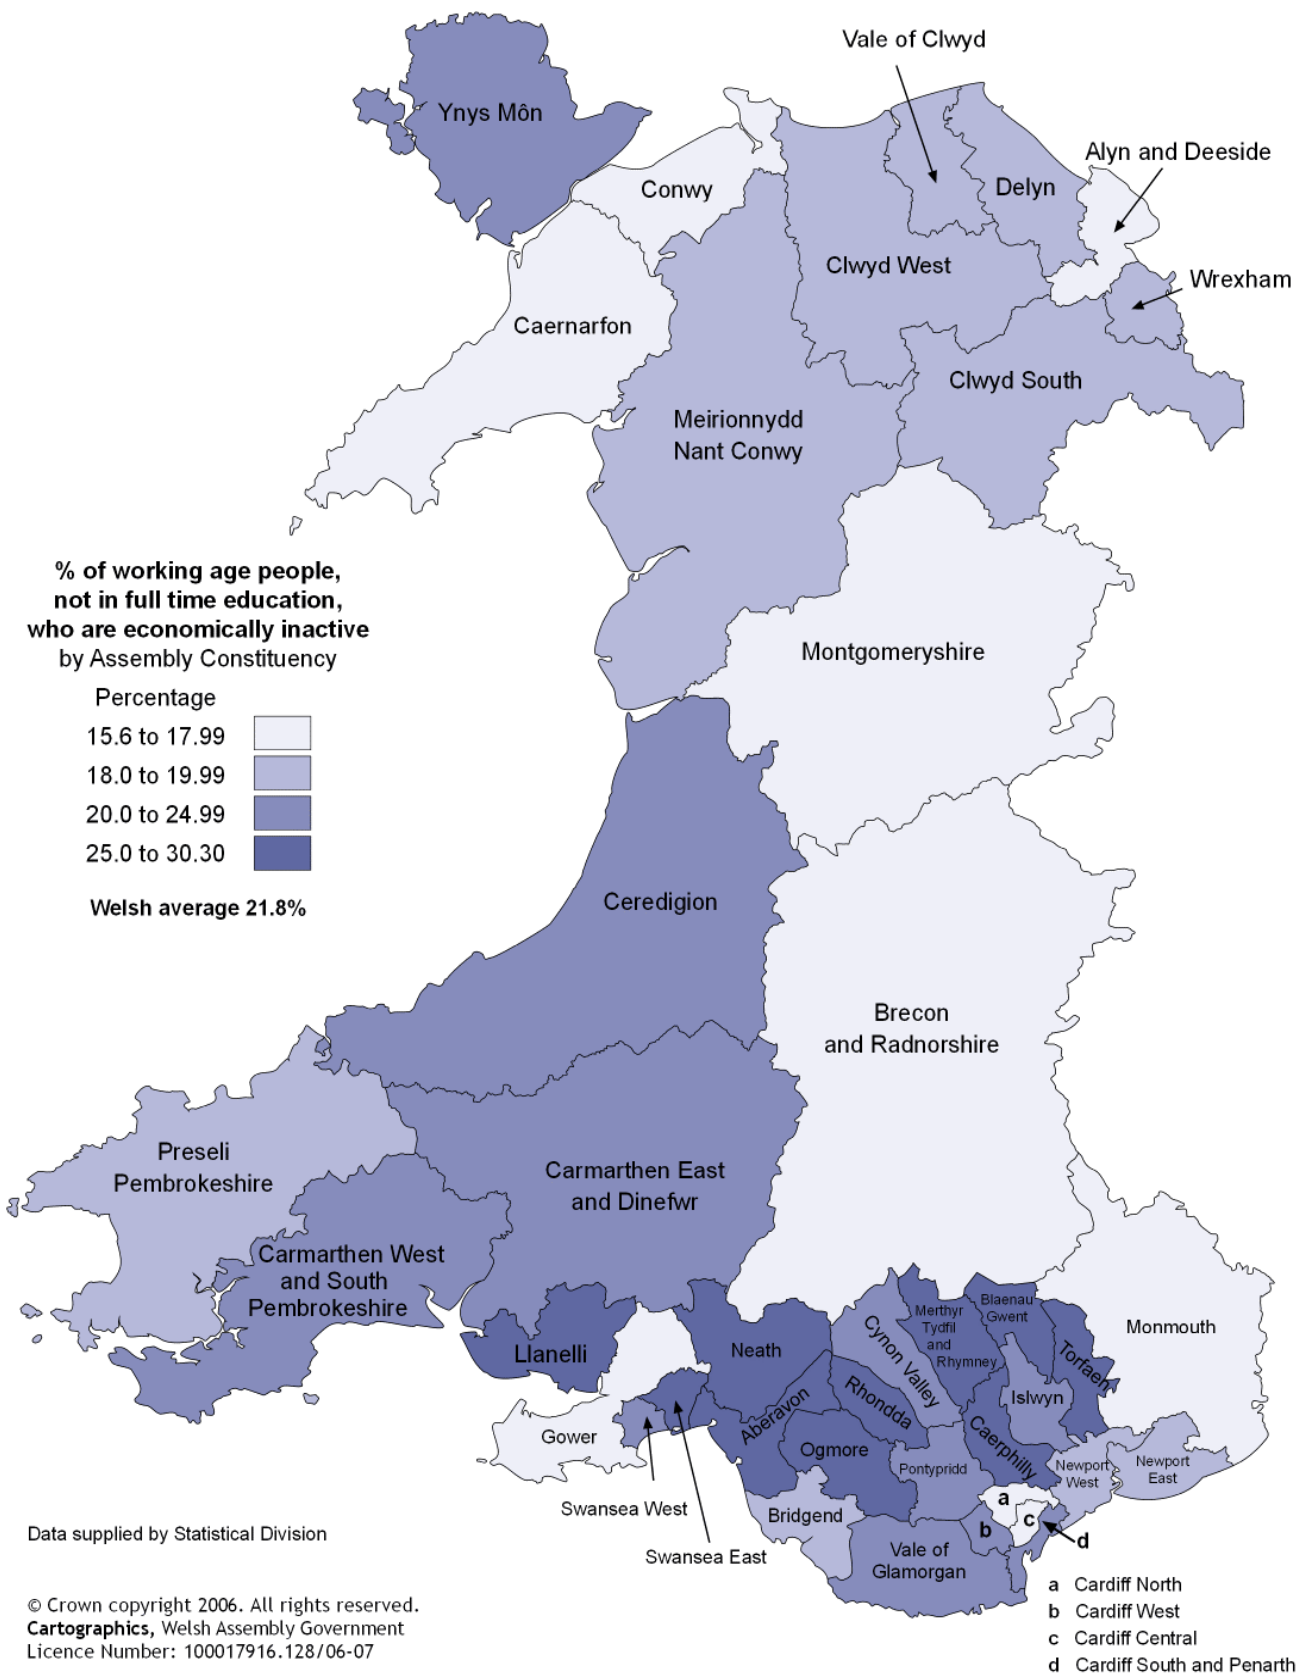 Vale of Clwyd
Ynys Môn
Alyn and Deeside
Conwy
Delyn
Clwyd West
Wrexham
Caernarfon
Clwyd South
Meirionnydd
Nant Conwy
% of working age people,
not in full time education,
who are economically inactive
by Assembly Constituency
Percentage
15.6 to 17.99
18.0 to 19.99
20.0 to 24.99
25.0 to 30.30
Welsh average 21.8%
Montgomeryshire
Ceredigion
Brecon
and Radnorshire
Preseli
Pembrokeshire
Carmarthen East
and Dinefwr
Carmarthen West
and South
Pembrokeshire
Llanelli
Neath
Cynon Valley
Merthyr
Tydfil
and
Rhymney
Blaenau
Gwent
Torfaen
Monmouth
Islwyn
Rhondda
Aberavon
Gower
Ogmore
Caerphilly
Pontypridd
Newport
West
Newport
East
Swansea West
Swansea East
Bridgend
Vale of
Glamorgan
a
b
c
d
a Cardiff North
b Cardiff West
c Cardiff Central
d Cardiff South and Penarth
Data supplied by Statistical Division
© Crown copyright 2006. All rights reserved.
Cartographics, Welsh Assembly Government
Licence Number: 100017916.128/06-07